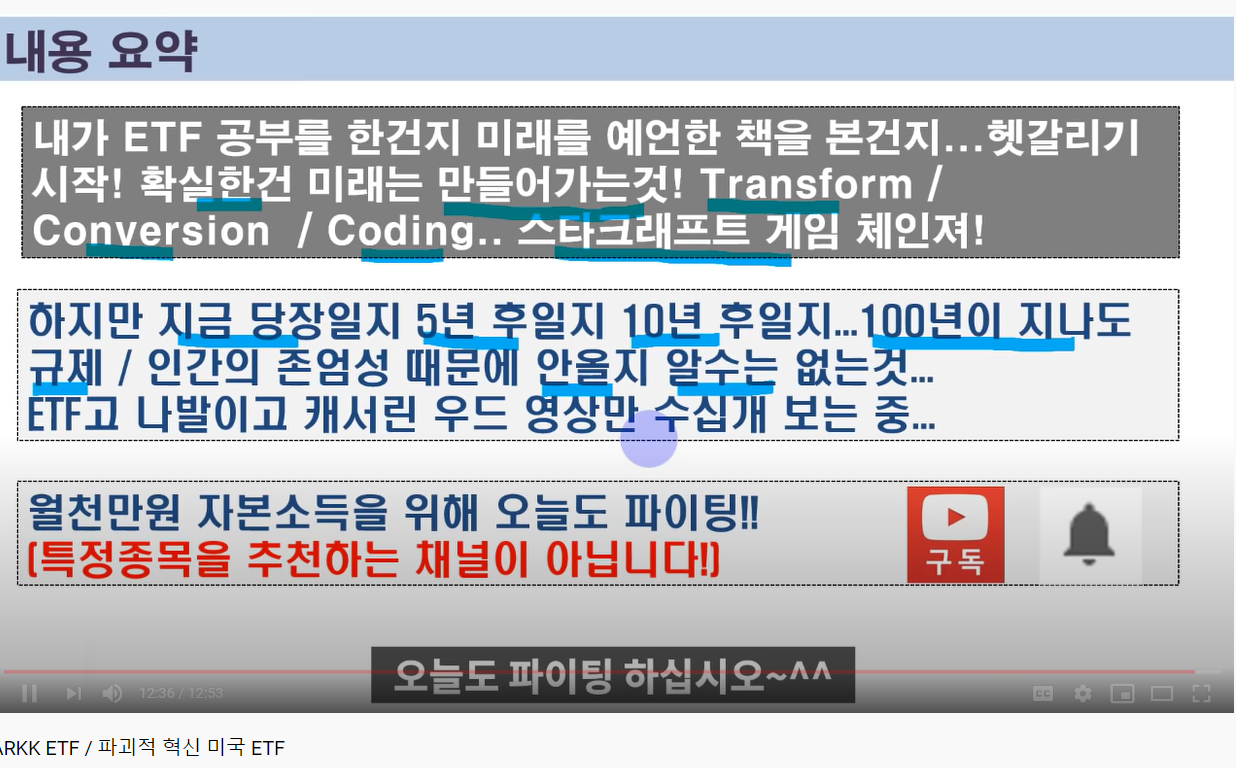 내용 요약
내가 ETF 공부를 한건지 미래를 예언한 책을 본건지...헷갈리기
시작! 확실한건 미래는 만들어가는것! Transform /
Conversion / Coding.. 스타크래프트 게임 체인져!
하지만 지금 당장일지 5년 후일지 10년 후일지...100년이 지나도
규제 / 인간의 존엄성 때문에 안올지 알수는 없는것...
ETF고 나발이고 캐서린 우드 영상만 수십개 보는 중...
월천만원 자본소득을 위해 오늘도 파이팅!!
(특정종목을 추천하는 채널이 아닙니다!)
구독
오늘도 파이팅 하십시오~^^
12:36 / 12:53
CC
ARKK ETF / 파괴적 혁신 미국 ETF